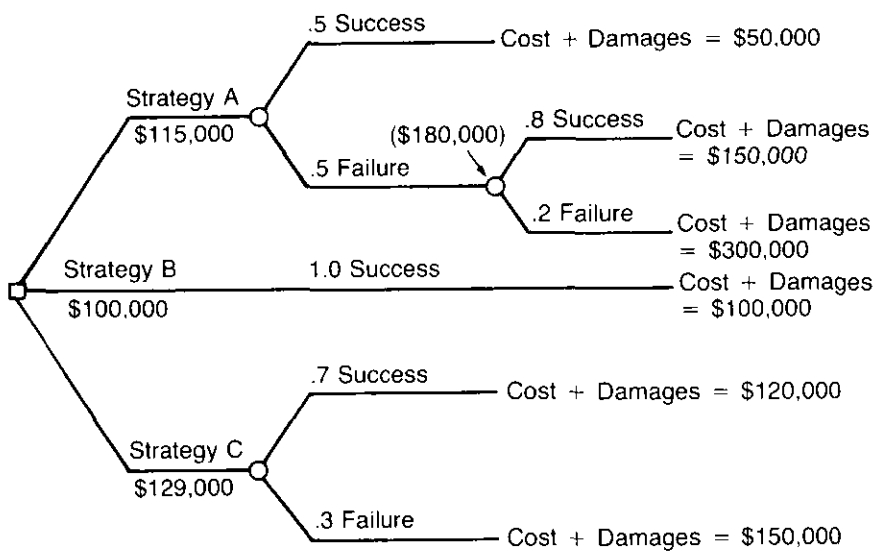 .5 Success
Cost + Damages = $50,000
Strategy A
$115,000
($180,000)
.8 Success
Cost + Damages
= $150,000
.5 Failure
.2 Failure
Cost + Damages
= $300,000
Strategy B
$100,000
1.0 Success
Cost + Damages
= $100,000
.7 Success
Cost + Damages = $120,000
Strategy C
$129,000
.3 Failure
Cost + Damages = $150,000